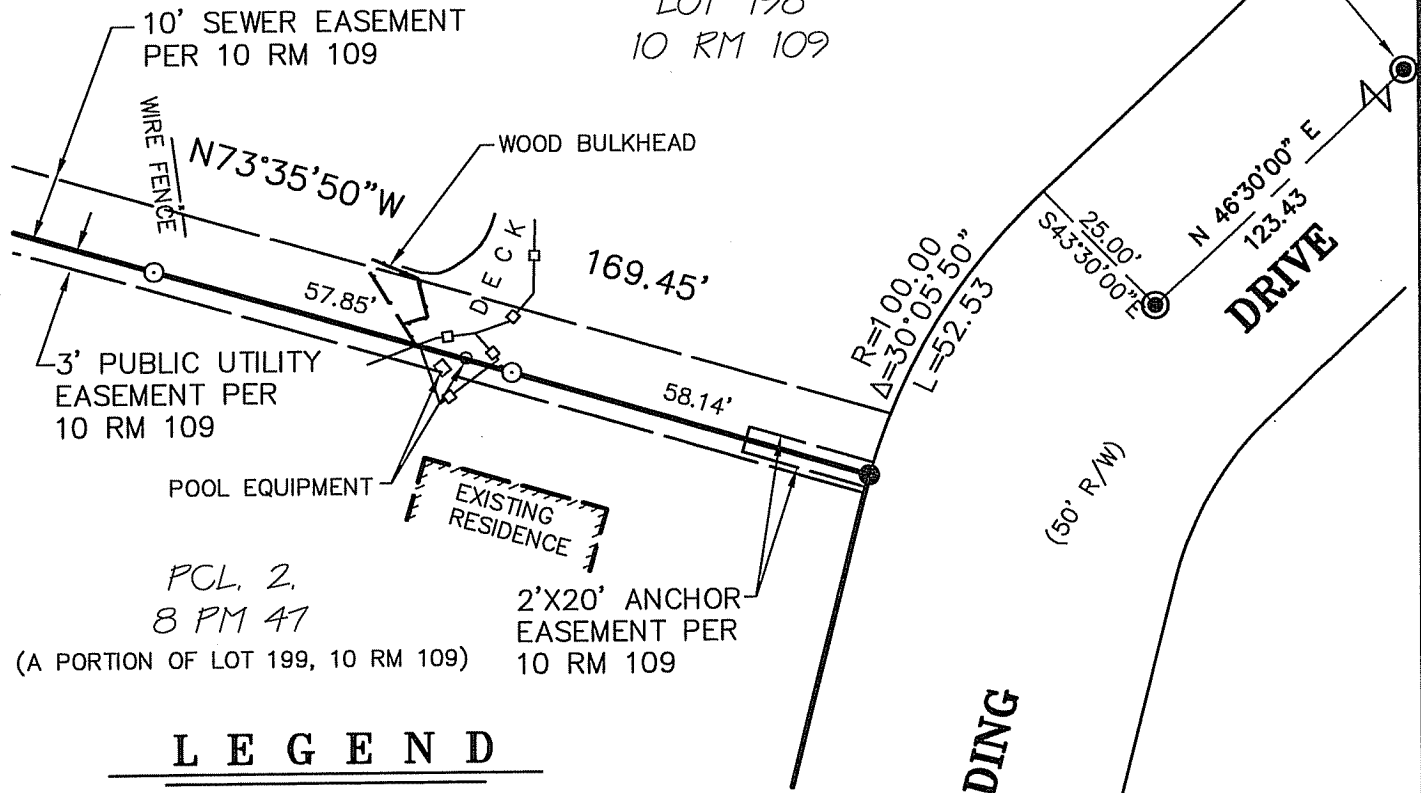 10' SEWER EASEMENT
PER 10 RM 109
10 RM 109
WIRE FENCE
N73°35'50"W
WOOD BULKHEAD
DECK
169.45'
57.85'
3' PUBLIC UTILITY
EASEMENT PER
10 RM 109
58.14'
R=100.00
Δ=30°05'50"
L=52.53
25.00'
S43°30'00"E
N 46°30'00" E
123.43
DRIVE
(50' R/W)
POOL EQUIPMENT
EXISTING
RESIDENCE
PCL. 2,
8 PM 47
(A PORTION OF LOT 199, 10 RM 109)
2'X20' ANCHOR
EASEMENT PER
10 RM 109
DING
LEGEND